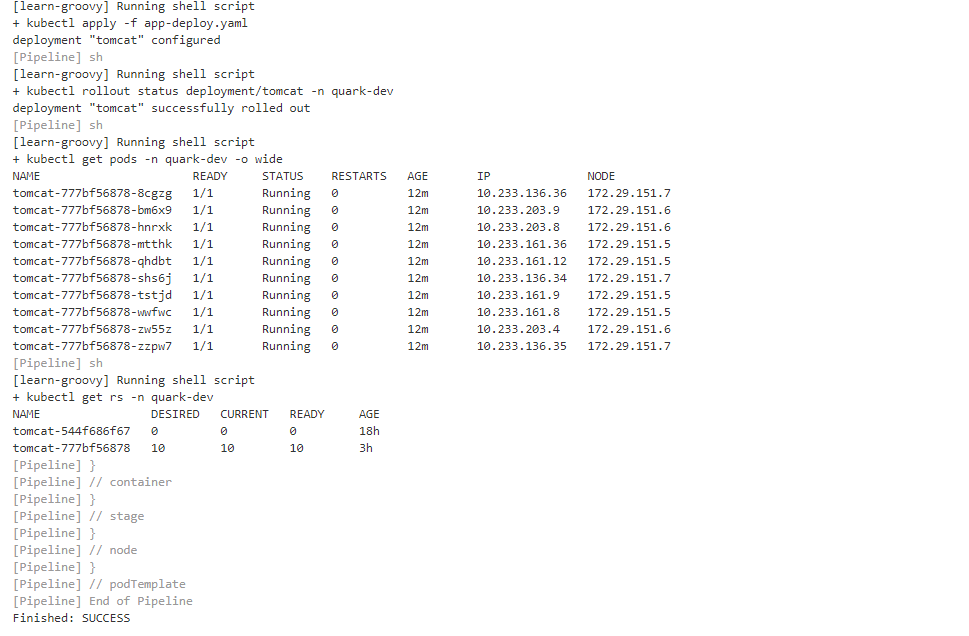 [learn-groovy] Running shell script
+ kubectl apply -f app-deploy.yaml
deployment "tomcat" configured
[Pipeline] sh
[learn-groovy] Running shell script
+ kubectl rollout status deployment/tomcat -n quark-dev
deployment "tomcat" successfully rolled out
[Pipeline] sh
[learn-groovy] Running shell script
+ kubectl get pods -n quark-dev -o wide
NAME READY STATUS RESTARTS AGE IP NODE
tomcat-777bf56878-8cgzg 1/1 Running 0 12m 10.233.136.36 172.29.151.7
tomcat-777bf56878-bm6x9 1/1 Running 0 12m 10.233.203.9 172.29.151.6
tomcat-777bf56878-hnrxk 1/1 Running 0 12m 10.233.203.8 172.29.151.6
tomcat-777bf56878-mtthk 1/1 Running 0 12m 10.233.161.36 172.29.151.5
tomcat-777bf56878-qhdbt 1/1 Running 0 12m 10.233.161.12 172.29.151.5
tomcat-777bf56878-shs6j 1/1 Running 0 12m 10.233.136.34 172.29.151.7
tomcat-777bf56878-tstjd 1/1 Running 0 12m 10.233.161.9 172.29.151.5
tomcat-777bf56878-wwfwc 1/1 Running 0 12m 10.233.161.8 172.29.151.5
tomcat-777bf56878-zw55z 1/1 Running 0 12m 10.233.203.4 172.29.151.6
tomcat-777bf56878-zzpw7 1/1 Running 0 12m 10.233.136.35 172.29.151.7
[Pipeline] sh
[learn-groovy] Running shell script
+ kubectl get rs -n quark-dev
NAME DESIRED CURRENT READY AGE
tomcat-544f686f67 0 0 0 18h
tomcat-777bf56878 10 10 10 3h
[Pipeline] }
[Pipeline] // container
[Pipeline] }
[Pipeline] // stage
[Pipeline] }
[Pipeline] // node
[Pipeline] }
[Pipeline] // podTemplate
[Pipeline] End of Pipeline
Finished: SUCCESS